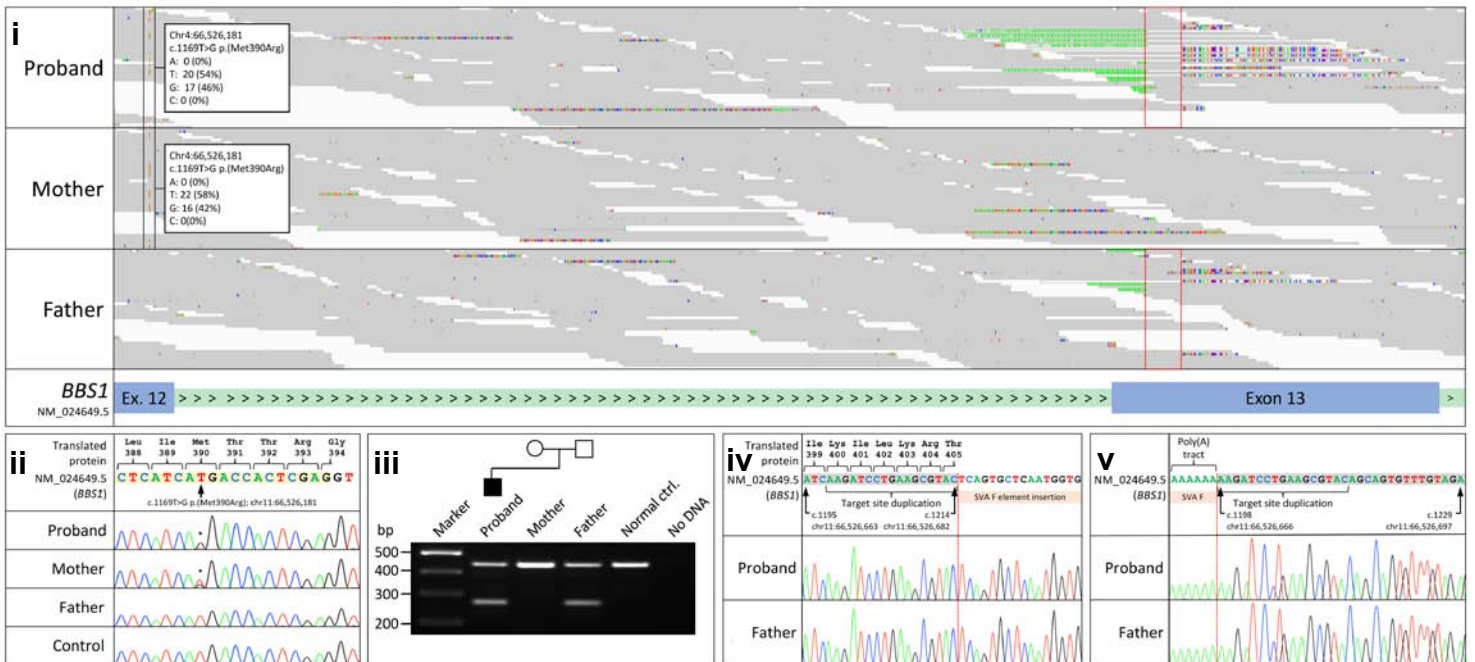 i
Proband
Chr4:66,526,181
c.1169T>G p.(Met390Arg)
A: 0 (0%)
T: 20 (54%)
G: 17 (46%)
C: 0 (0%)
Mother
Chr4:66,526,181
c.1169T>G p.(Met390Arg)
A: 0 (0%)
T: 22 (58%)
G: 16 (42%)
C: 0(0%)
Father
BBS1
NM_024649.5
Ex. 12
> > > > > > > > > > > > > > > > > > > > > > > > > > > > > > > > > > > > > > > > > > > > > > > > > > > > > > > >
Exon 13
>
ii
Translated protein
Leu Ile Met Thr Thr Arg Gly
388 389 390 391 392 393 394
NM_024649.5
(BBS1)
CTCATCATGACCACTCGAGGT
c.1169T>G p.(Met390Arg); chr11:66,526,181
Proband
*
Mother
*
Father
Control
iii
bp
Marker
Proband
Mother
Father
Normal ctrl.
No DNA
500
400
300
200
iv
Translated protein
Ile Lys Ile Leu Lys Arg Thr
399 400 401 402 403 404 405
NM_024649.5
(BBS1)
ATCAAGATCCTGAAGCGTACTCAGTGCTCAATGGTG
Target site duplication
SVA F element insertion
c.1195
c.1214
chr11:66,526,663
chr11:66,526,682
Proband
Father
v
Poly(A)
tract
NM_024649.5
(BBS1)
AAAAAAAAGATCCTGAAGCGTACAGCAGTGTTTGTAGA
SVA F
Target site duplication
c.1198
c.1229
chr11:66,526,666
chr11:66,526,697
Proband
Father